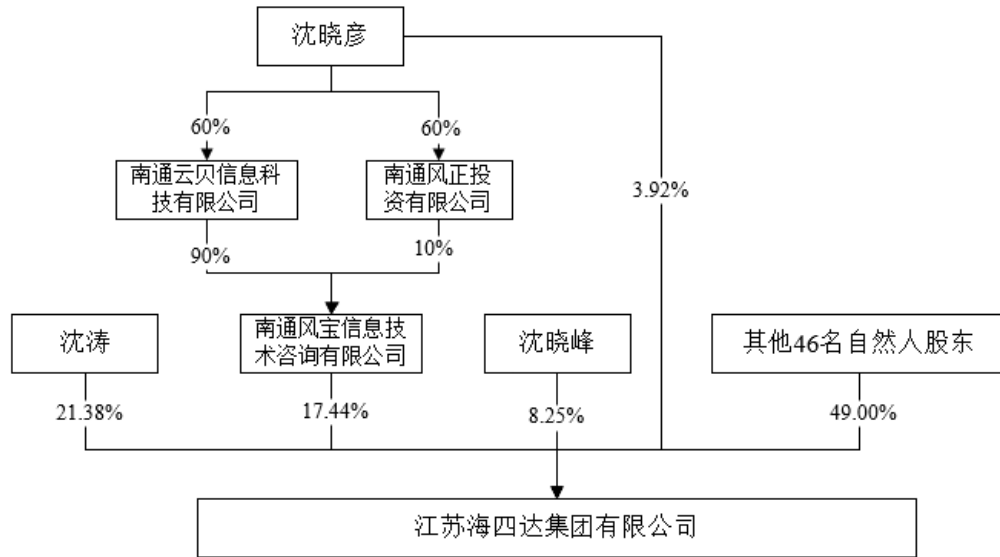 沈晓彦
60%
60%
南通云贝信息科
技有限公司
南通风正投
资有限公司
3.92%
90%
10%
沈涛
南通风宝信息技
术咨询有限公司
沈晓峰
其他46名自然人股东
21.38%
17.44%
8.25%
49.00%
江苏海四达集团有限公司